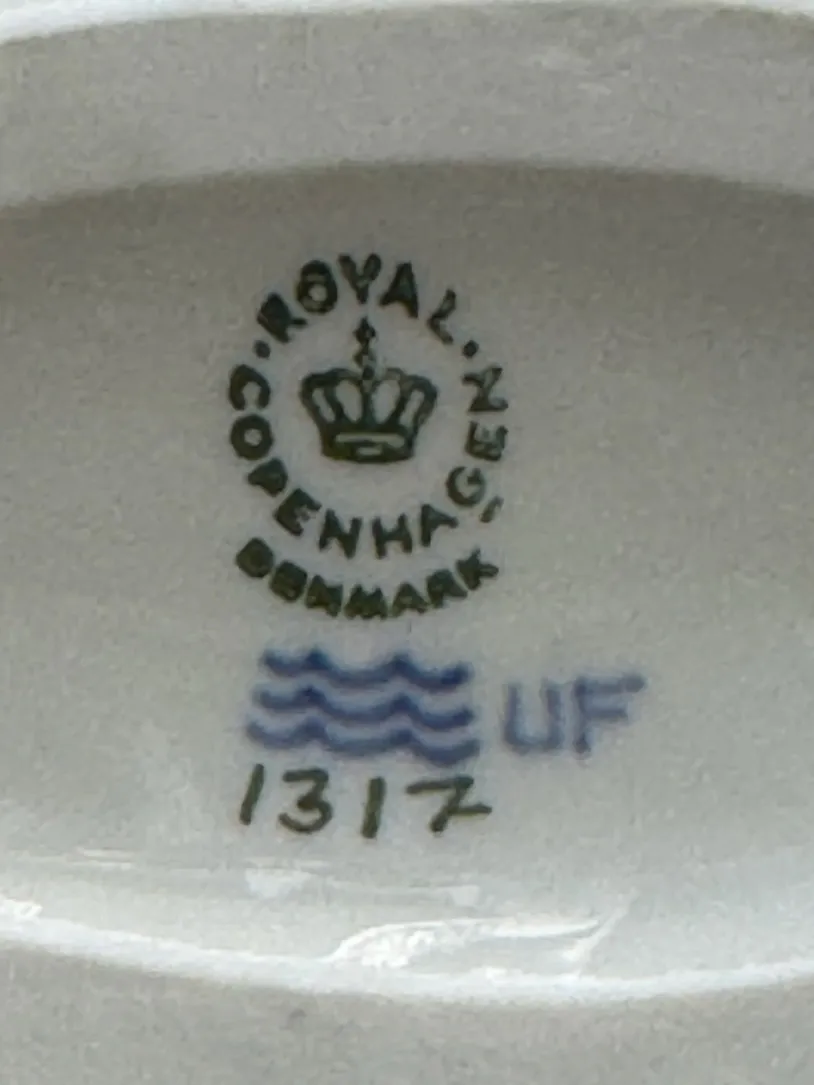 · ROYAL ·
COPENHAGEN
DENMARK
UF
1317